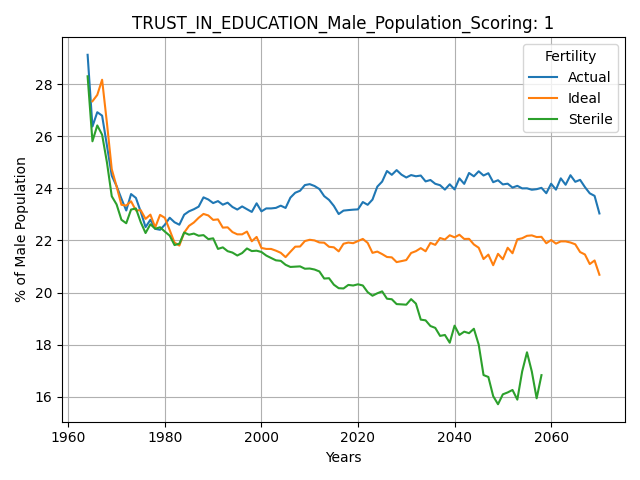 TRUST_IN_EDUCATION_Male_Population_Scoring: 1
Fertility
Actual
Ideal
Sterile
% of Male Population
28
26
24
22
20
18
16
1960
1980
2000
2020
2040
2060
Years